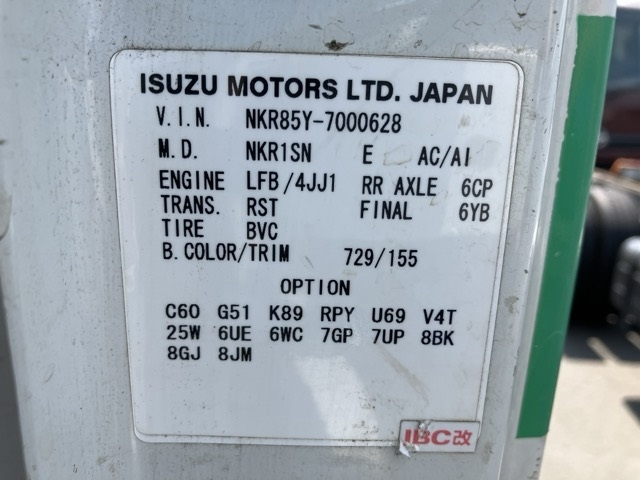 ISUZU MOTORS LTD. JAPAN
V.I.N. NKR85Y-7000628
M.D. NKR1SN E AC/AI
ENGINE LFB/4JJ1 RR AXLE 6CP
TRANS. RST FINAL 6YB
TIRE BVC
B.COLOR/TRIM 729/155
OPTION
C60 G51 K89 RPY U69 V4T
25W 6UE 6WC 7GP 7UP 8BK
8GJ 8JM
IBC改